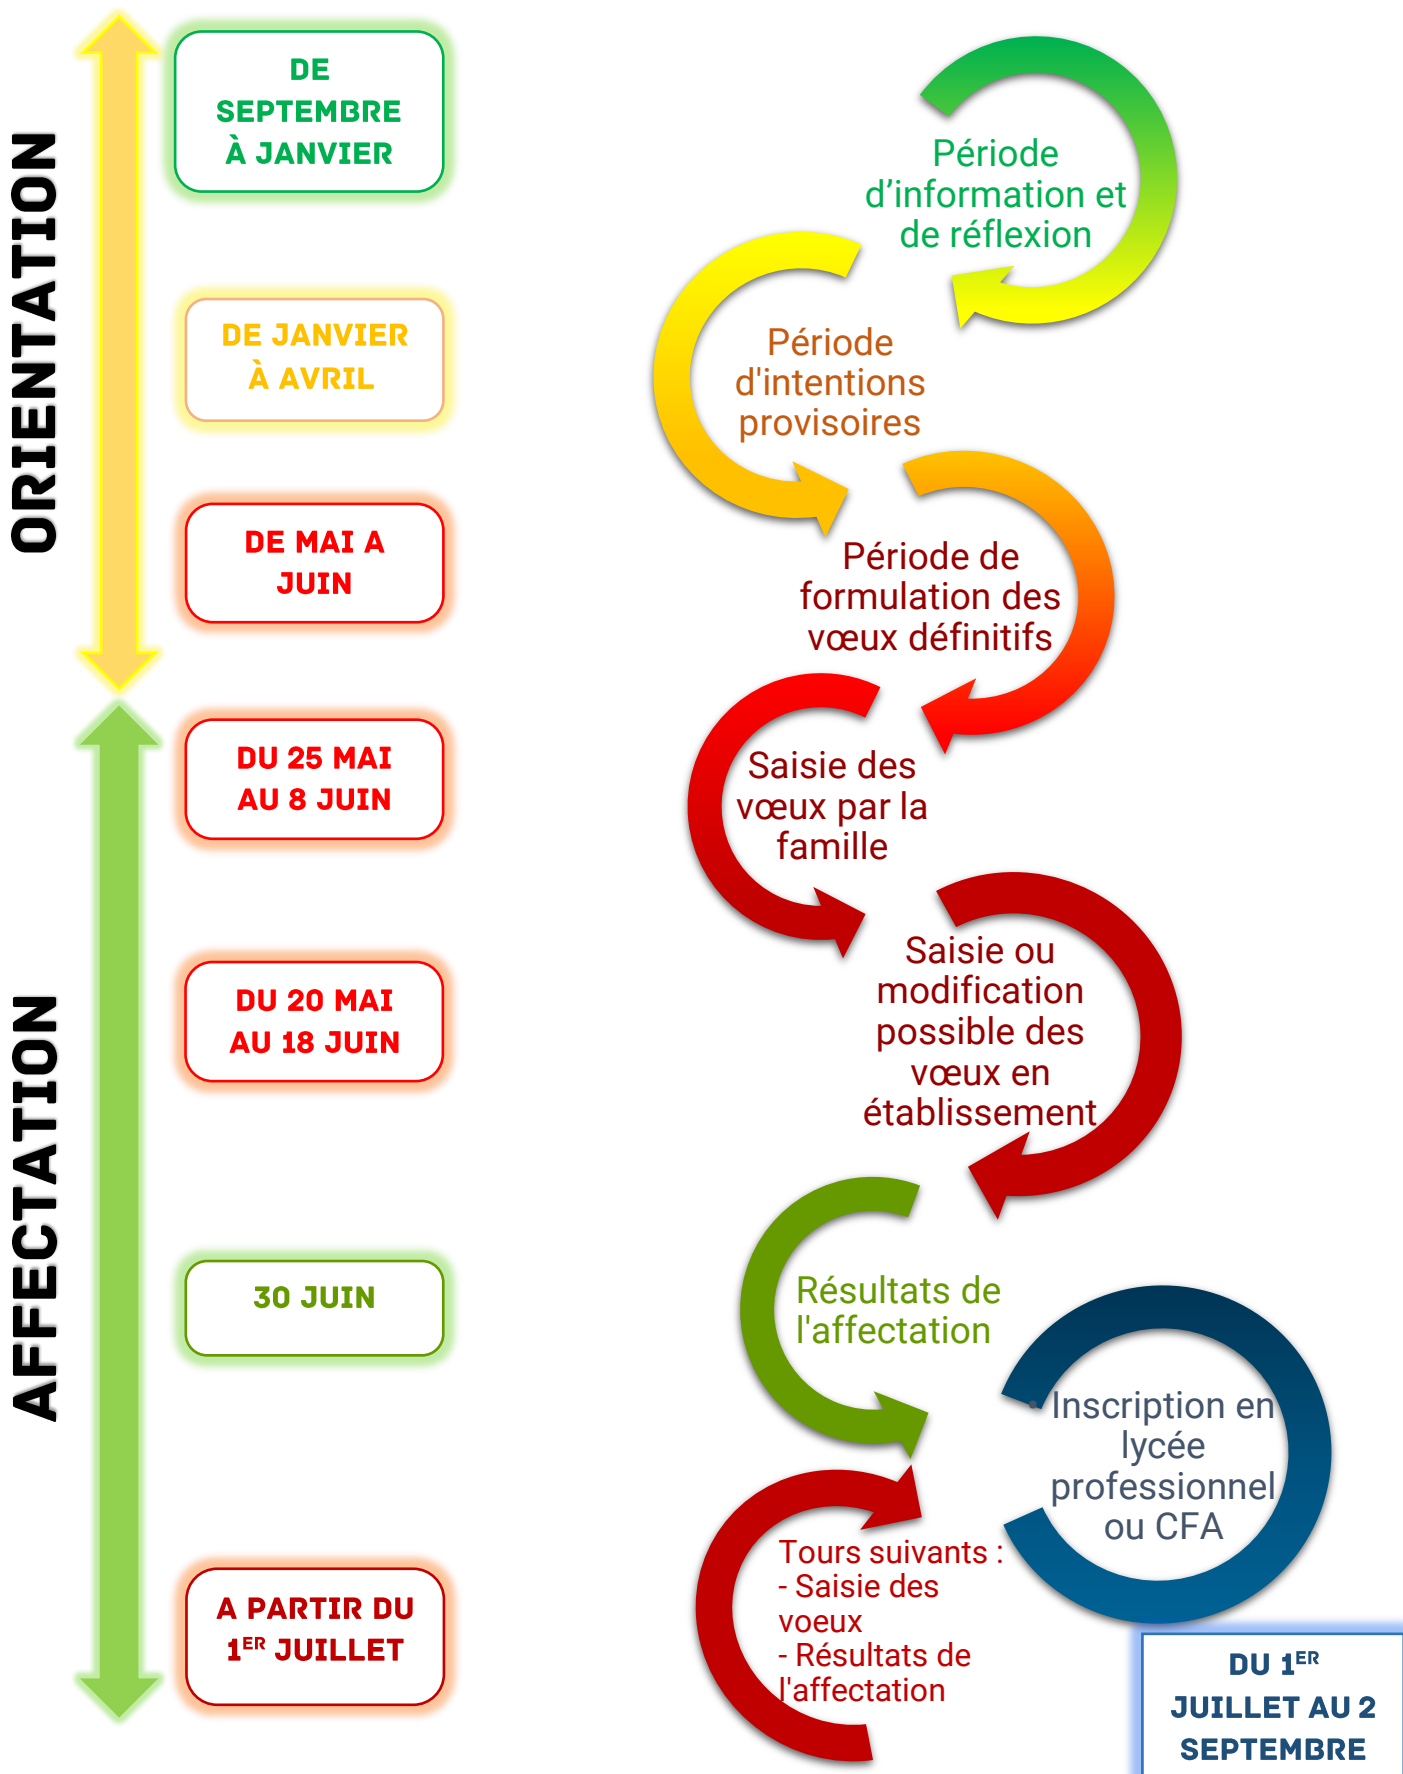 ORIENTATION
DE
SEPTEMBRE
À JANVIER
Période
d’information et
de réflexion
DE JANVIER
À AVRIL
Période
d'intentions
provisoires
DE MAI A
JUIN
Période de
formulation des
vœux définitifs
AFFECTATION
DU 25 MAI
AU 8 JUIN
Saisie des
vœux par la
famille
DU 20 MAI
AU 18 JUIN
Saisie ou
modification
possible des
vœux en
établissement
30 JUIN
Résultats de
l'affectation
• Inscription en
lycée
professionnel
ou CFA
A PARTIR DU
1ER JUILLET
Tours suivants :
- Saisie des
voeux
- Résultats de
l'affectation
DU 1ER
JUILLET AU 2
SEPTEMBRE